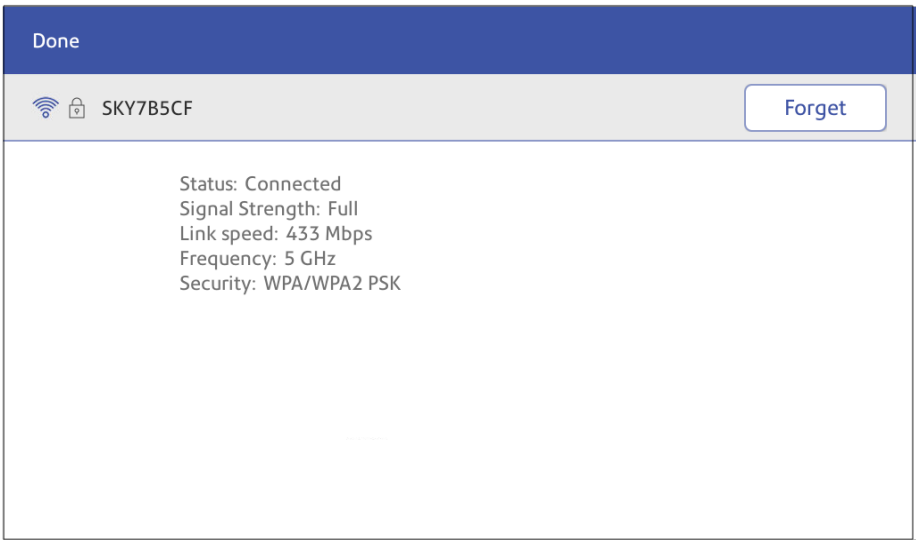 Done
SKY7B5CF
Forget
Status: Connected
Signal Strength: Full
Link speed: 433 Mbps
Frequency: 5 GHz
Security: WPA/WPA2 PSK